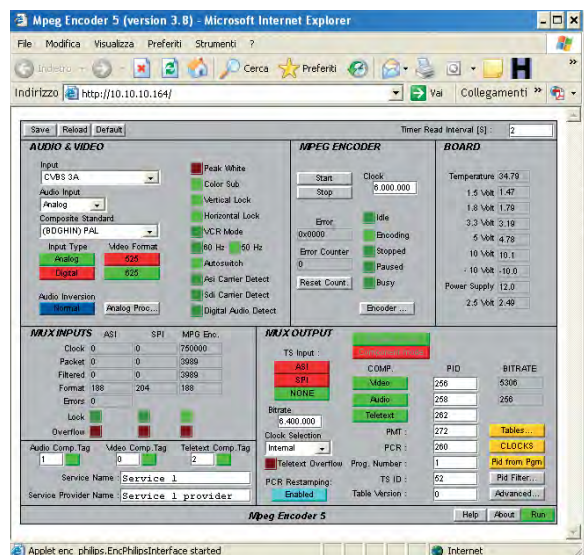 Mpeg Encoder 5 (version 3.8) - Microsoft Internet Explorer
File Modifica Visualizza Preferiti Strumenti ?
Indietro Cerca Preferiti
Indirizzo http://10.10.10.164/ Vai Collegamenti
Save Reload Default Timer Read Interval [S] : 2
AUDIO & VIDEO
Input
CVBS 3A
Audio Input
Analog
Composite Standard
(BDGHIN) PAL
Input Type Video Format
Analog 525
Digital 625
Audio Inversion
Normal Analog Proc...
Peak White
Color Sub
Vertical Lock
Horizontal Lock
VCR Mode
60 Hz 50 Hz
Autoswitch
Asi Carrier Detect
Sdi Carrier Detect
Digital Audio Detect
MPEG ENCODER
Start
Stop
Clock
6.000.000
Error
0x0000
Error Counter
0
Reset Count.
Idle
Encoding
Stopped
Paused
Busy
Encoder ...
BOARD
Temperature 34.79
1.5 Volt 1.47
1.8 Volt 1.79
3.3 Volt 3.19
5 Volt 4.78
10 Volt 10.1
- 10 Volt -10.0
Power Supply 12.0
2.5 Volt 2.49
MUX INPUTS ASI SPI MPG Enc.
Clock 0 0 750000
Packet 0 0 3989
Filtered 0 0 3989
Format 188 204 188
Errors 0
Lock
Overflow
Audio Comp.Tag Video Comp.Tag Teletext Comp.Tag
1 0 2
Service Name : Service 1
Service Provider Name : Service 1 provider
MUX OUTPUT
TS Input :
ASI
SPI
NONE
Bitrate
6.400.000
Clock Selection
Internal
Teletext Overflow
PCR Restamping:
Enabled
COMP. PID BITRATE
Video 256 5306
Audio 258 256
Teletext 262
PMT : 272 Tables...
PCR : 260 CLOCKS
Prog. Number : 1 Pid from Pgm
TS ID : 52 Pid Filter...
Table Version : 0 Advanced...
Mpeg Encoder 5 Help About Run
Applet enc_philips.EncPhilipsInterface started Internet